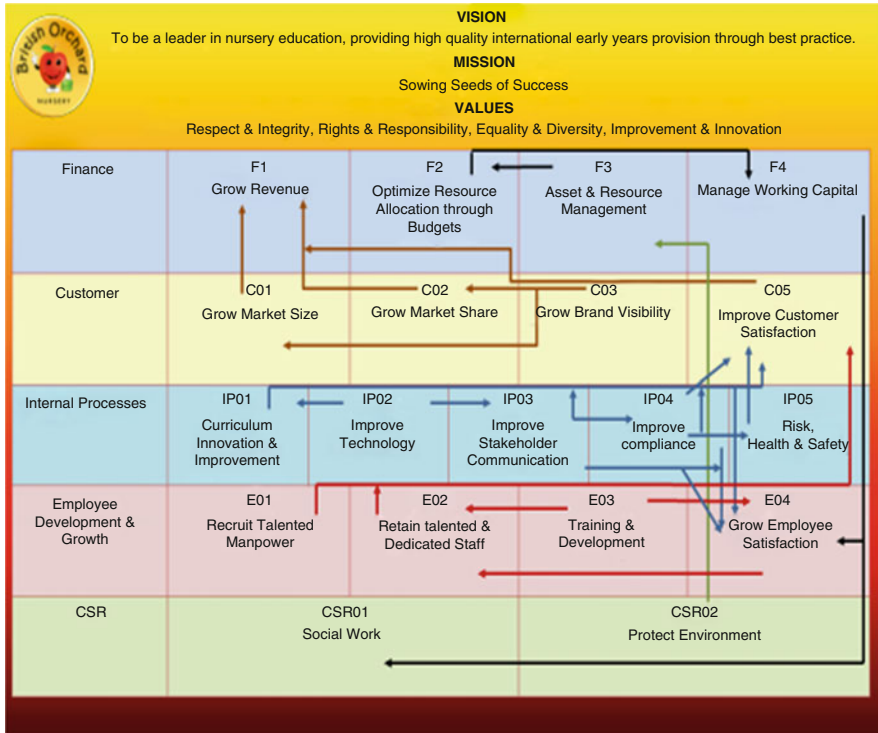 British Orchard
NURSERY
VISION
To be a leader in nursery education, providing high quality international early years provision through best practice.
MISSION
Sowing Seeds of Success
VALUES
Respect & Integrity, Rights & Responsibility, Equality & Diversity, Improvement & Innovation
Finance
F1
Grow Revenue
F2
Optimize Resource
Allocation through
Budgets
F3
Asset & Resource
Management
F4
Manage Working Capital
Customer
C01
Grow Market Size
C02
Grow Market Share
C03
Grow Brand Visibility
C05
Improve Customer
Satisfaction
Internal Processes
IP01
Curriculum
Innovation &
Improvement
IP02
Improve
Technology
IP03
Improve
Stakeholder
Communication
IP04
Improve
compliance
IP05
Risk,
Health & Safety
Employee
Development &
Growth
E01
Recruit Talented
Manpower
E02
Retain talented &
Dedicated Staff
E03
Training &
Development
E04
Grow Employee
Satisfaction
CSR
CSR01
Social Work
CSR02
Protect Environment